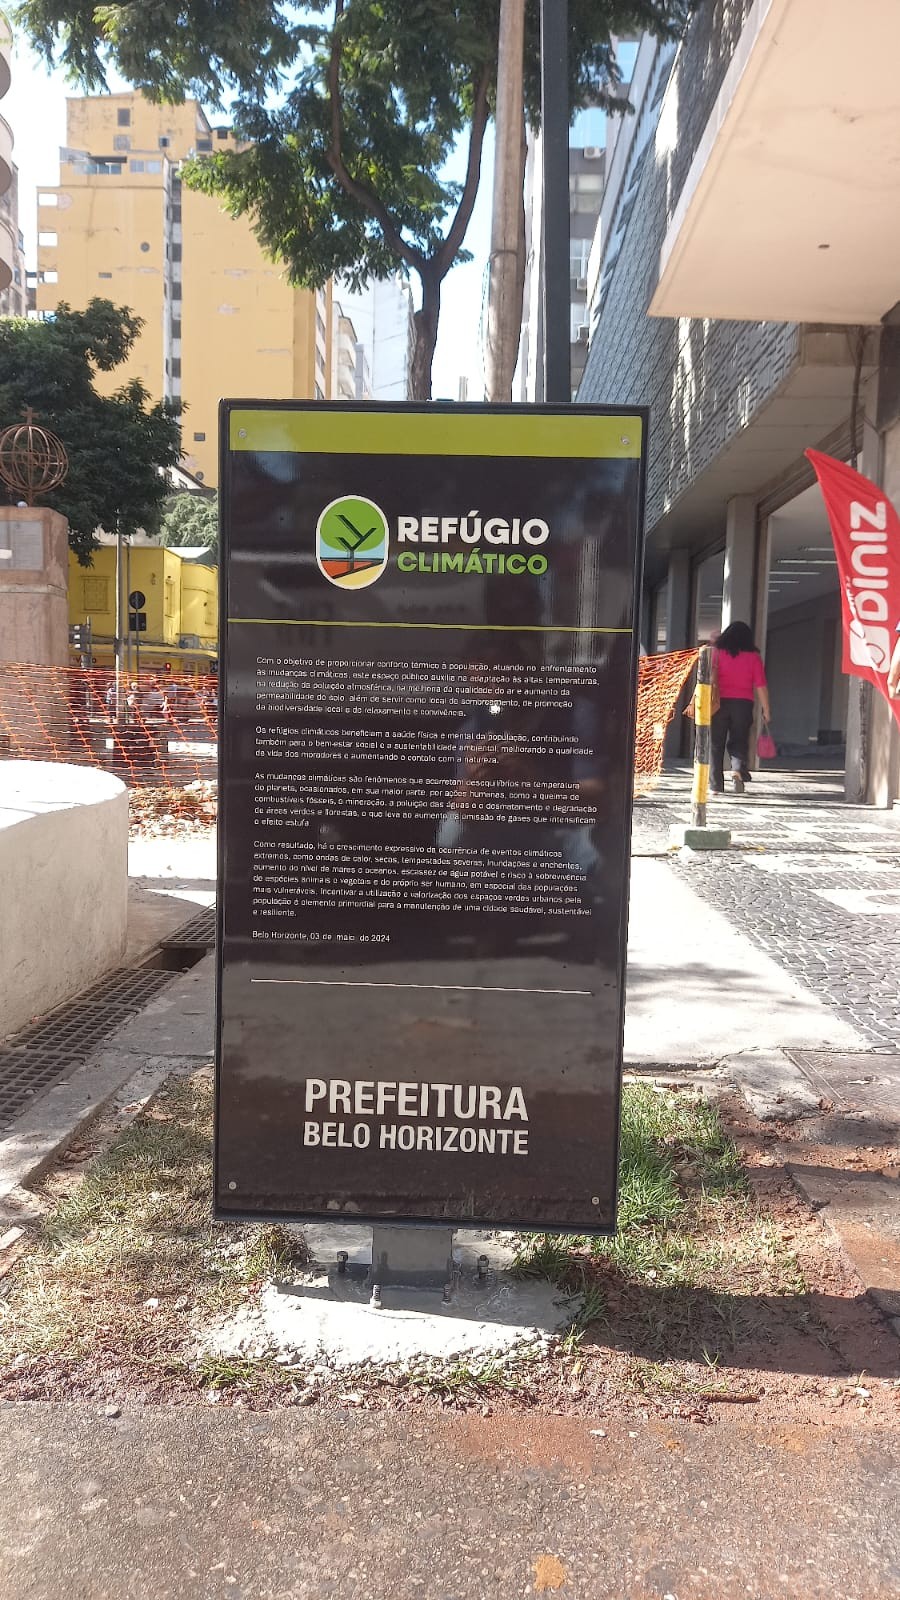 REFÚGIO
CLIMÁTICO
Com o objetivo de proporcionar conforto térmico à população, atuando no enfrentamento
às mudanças climáticas, este espaço público auxilia na adaptação às altas temperaturas,
na redução da poluição atmosférica, na melhoria da qualidade do ar e aumento da
permeabilidade do solo, além de servir como local de sombreamento, de promoção
da biodiversidade local e do relaxamento e convivência.
Os refúgios climáticos beneficiam a saúde física e mental da população, contribuindo
também para o bem-estar social e a sustentabilidade ambiental, melhorando a qualidade
de vida dos moradores e aumentando o contato com a natureza.
As mudanças climáticas são fenômenos que acarretam desequilíbrios na temperatura
do planeta, ocasionados, em sua maior parte, por ações humanas, como a queima de
combustíveis fósseis, a mineração, a poluição das águas e o desmatamento e degradação
de áreas verdes e florestas, o que leva ao aumento da emissão de gases que intensificam
o efeito estufa.
Como resultado, há o crescimento expressivo da ocorrência de eventos climáticos
extremos, como ondas de calor, secas, tempestades severas, inundações e enchentes,
aumento do nível de mares e oceanos, escassez de água potável e risco à sobrevivência
de espécies animais e vegetais e do próprio ser humano, em especial das populações
mais vulneráveis. Incentivar a utilização e valorização dos espaços verdes urbanos pela
população é elemento primordial para a manutenção de uma cidade saudável, sustentável
e resiliente.
Belo Horizonte, 03 de maio de 2024
PREFEITURA
BELO HORIZONTE
DINIZ